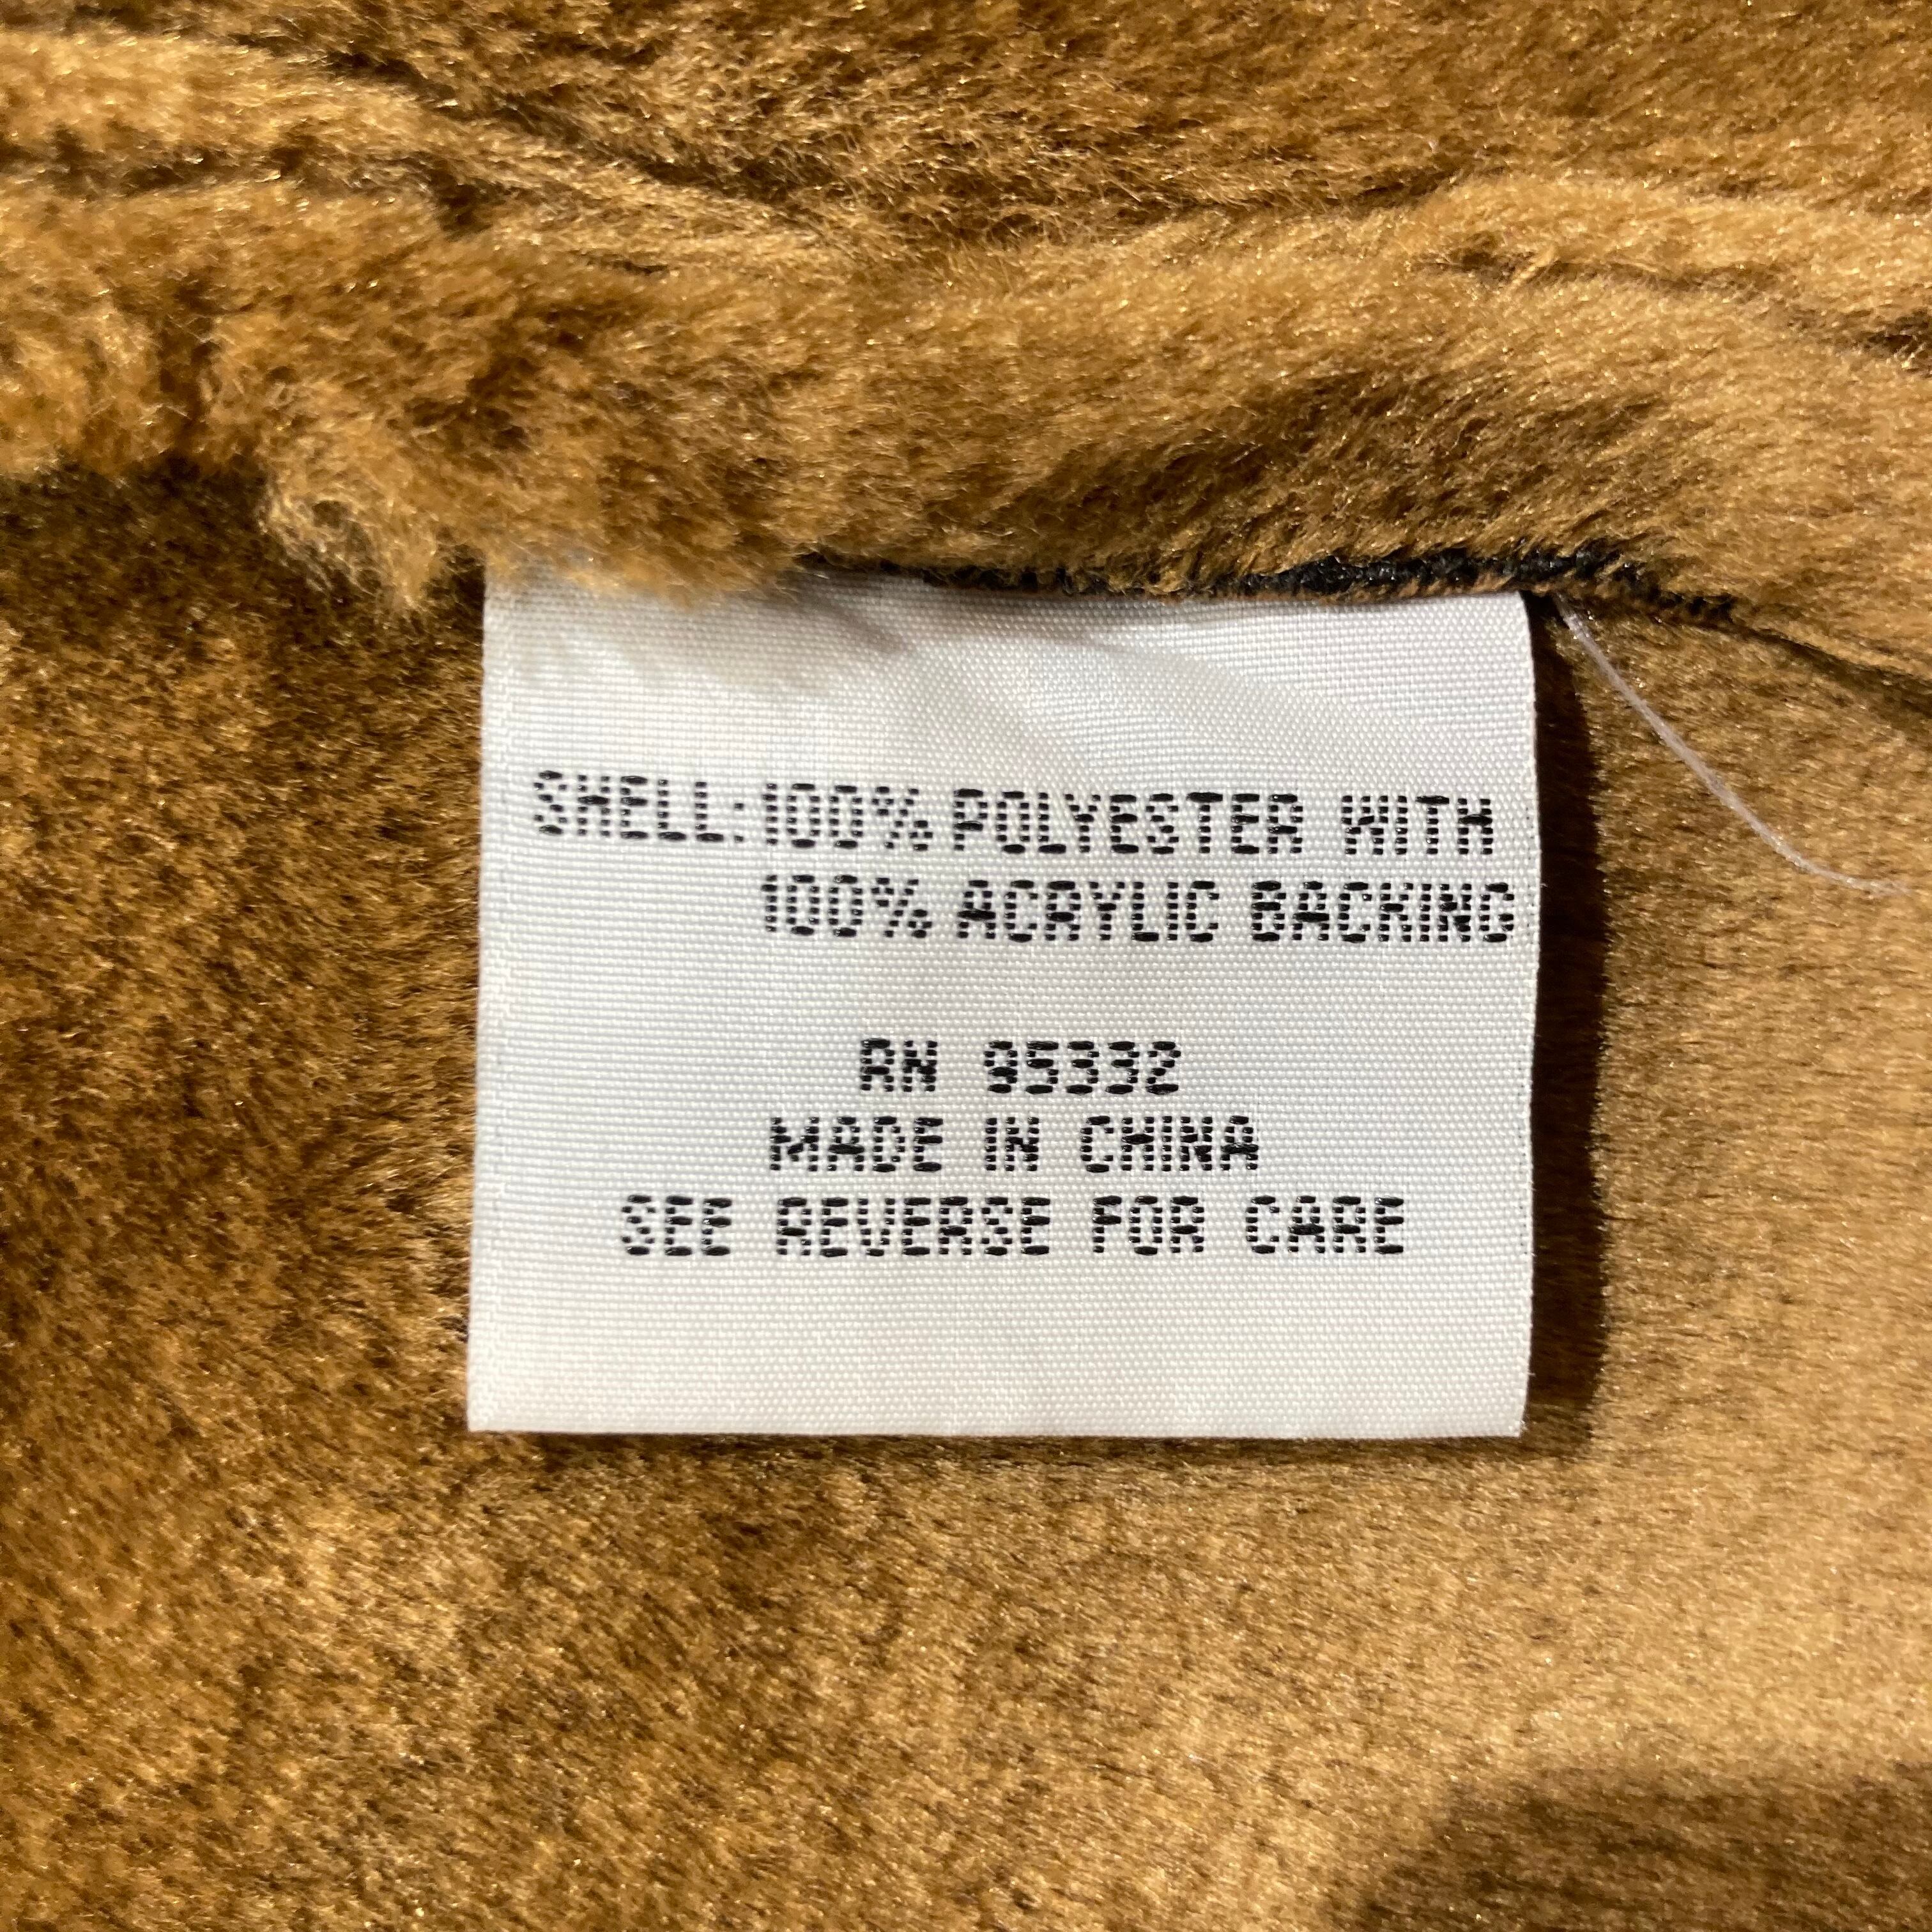 SHELL: 100% POLYESTER WITH
100% ACRYLIC BACKING
RN 95332
MADE IN CHINA
SEE REVERSE FOR CARE